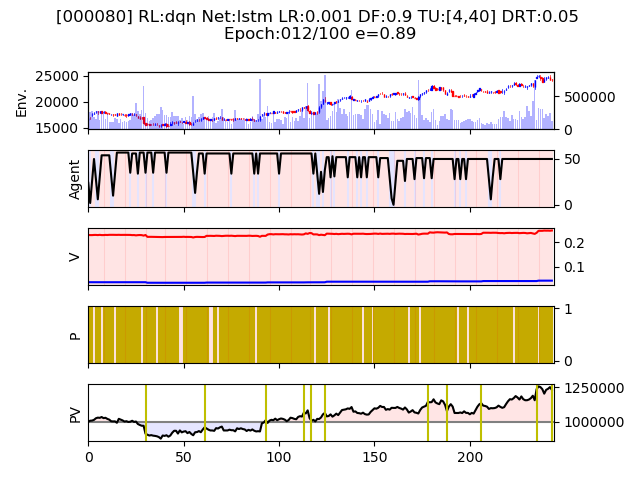 [000080] RL:dqn Net:lstm LR:0.001 DF:0.9 TU:[4,40] DRT:0.05
Epoch:012/100 e=0.89
Env.
25000
20000
15000
500000
0
Agent
50
0
V
0.2
0.1
P
1
0
PV
1250000
1000000
0
50
100
150
200